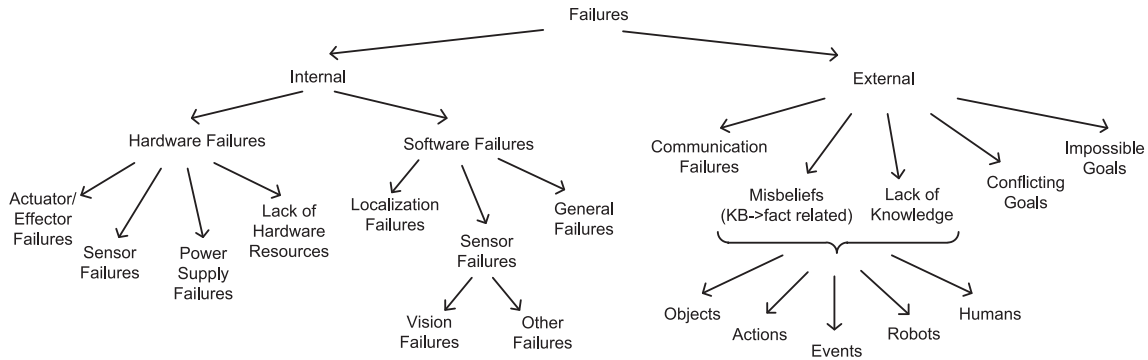 Failures
Internal
External
Hardware Failures
Software Failures
Communication
Failures
Impossible
Goals
Misbeliefs
(KB->fact related)
Lack of
Knowledge
Conflicting
Goals
Actuator/
Effector
Failures
Sensor
Failures
Power
Supply
Failures
Lack of
Hardware
Resources
Localization
Failures
Sensor
Failures
General
Failures
Vision
Failures
Other
Failures
Objects
Actions
Events
Robots
Humans